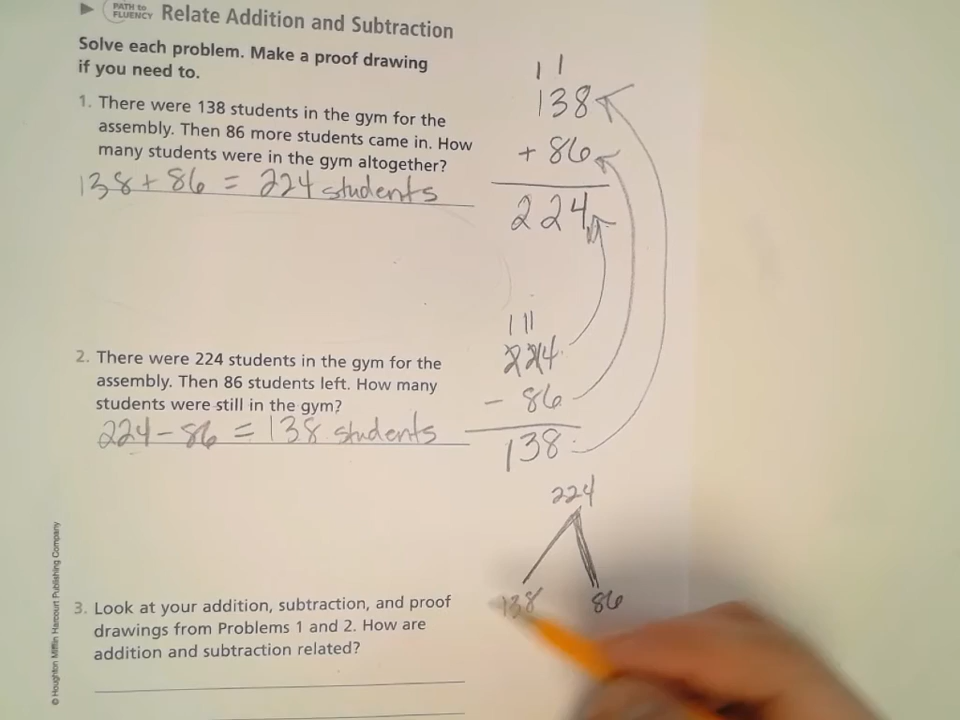 PATH to
FLUENCY
Relate Addition and Subtraction
Solve each problem. Make a proof drawing
if you need to.
1. There were 138 students in the gym for the
assembly. Then 86 more students came in. How
many students were in the gym altogether?
138 + 86 = 224 students
1 1
138
+ 86
224
2. There were 224 students in the gym for the
assembly. Then 86 students left. How many
students were still in the gym?
224 - 86 = 138 students
1 11
224
- 86
138
224
138 86
3. Look at your addition, subtraction, and proof
drawings from Problems 1 and 2. How are
addition and subtraction related?
© Houghton Mifflin Harcourt Publishing Company